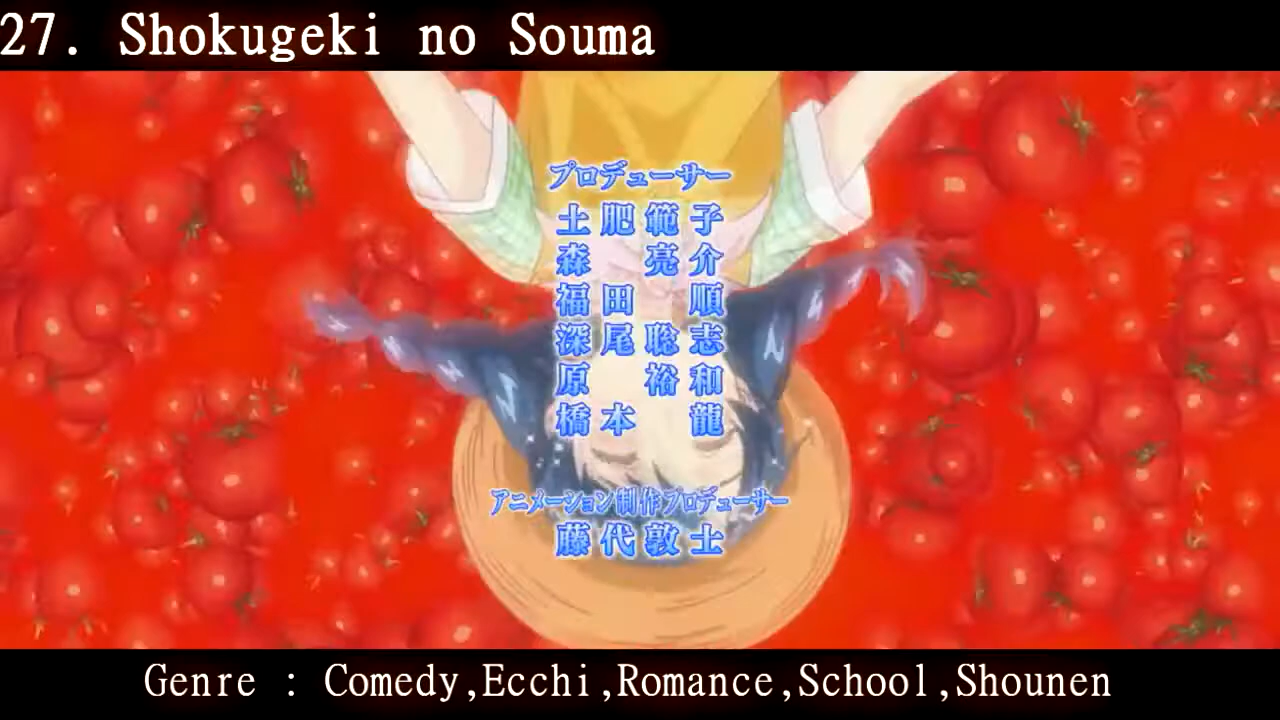 27. Shokugeki no Souma
プロデューサー
土肥範子
森 亮介
福田 順
深尾聡志
原 裕和
橋本 龍
アニメーション制作プロデューサー
藤代敦士
Genre : Comedy,Ecchi,Romance,School,Shounen